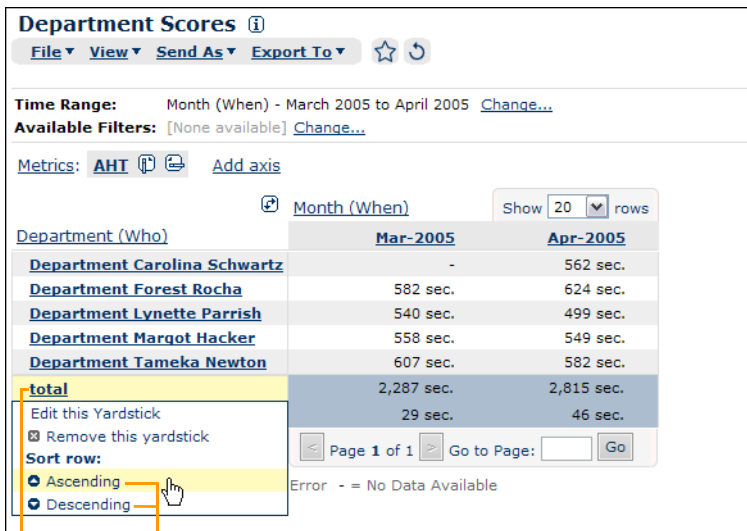 Department Scores
File View Send As Export To
Time Range: Month (When) - March 2005 to April 2005 Change...
Available Filters: [None available] Change...
Metrics: AHT Add axis
Month (When) Show 20 rows
Department (Who) Mar-2005 Apr-2005
Department Carolina Schwartz - 562 sec.
Department Forest Rocha 582 sec. 624 sec.
Department Lynette Parrish 540 sec. 499 sec.
Department Margot Hacker 558 sec. 549 sec.
Department Tameka Newton 607 sec. 582 sec.
total 2,287 sec. 2,815 sec.
Edit this Yardstick 29 sec. 46 sec.
Remove this yardstick
< Page 1 of 1 > Go to Page: Go
Sort row:
Ascending
Error - = No Data Available
Descending